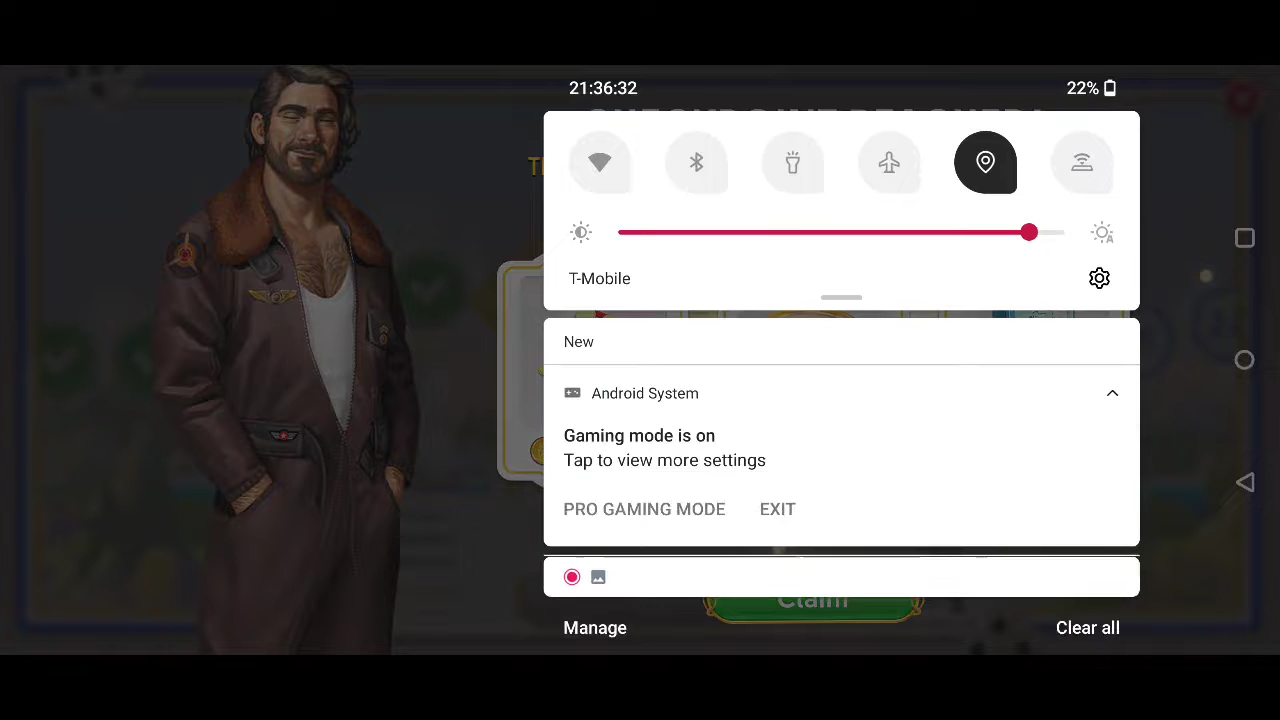 21:36:32
22%
T-Mobile
New
Android System
Gaming mode is on
Tap to view more settings
PRO GAMING MODE EXIT
Claim
Manage
Clear all